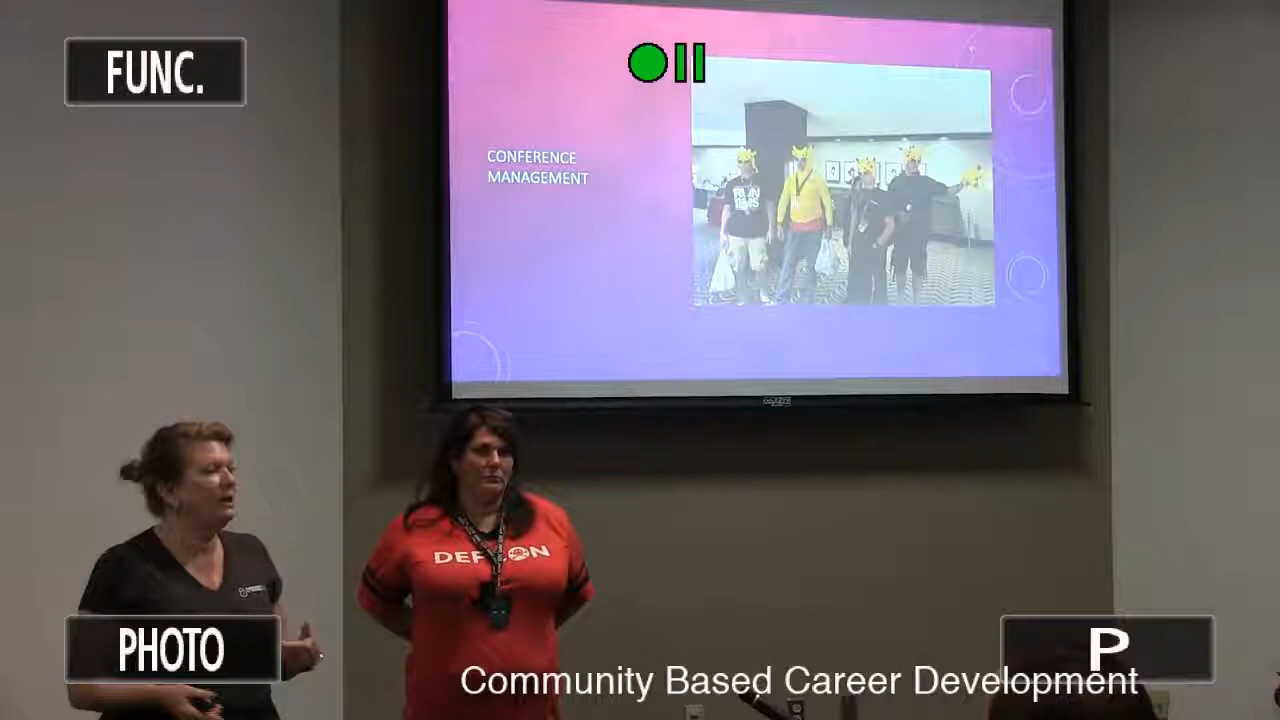 FUNC.
CONFERENCE
MANAGEMENT
DEFCON
PHOTO
P
Community Based Career Development